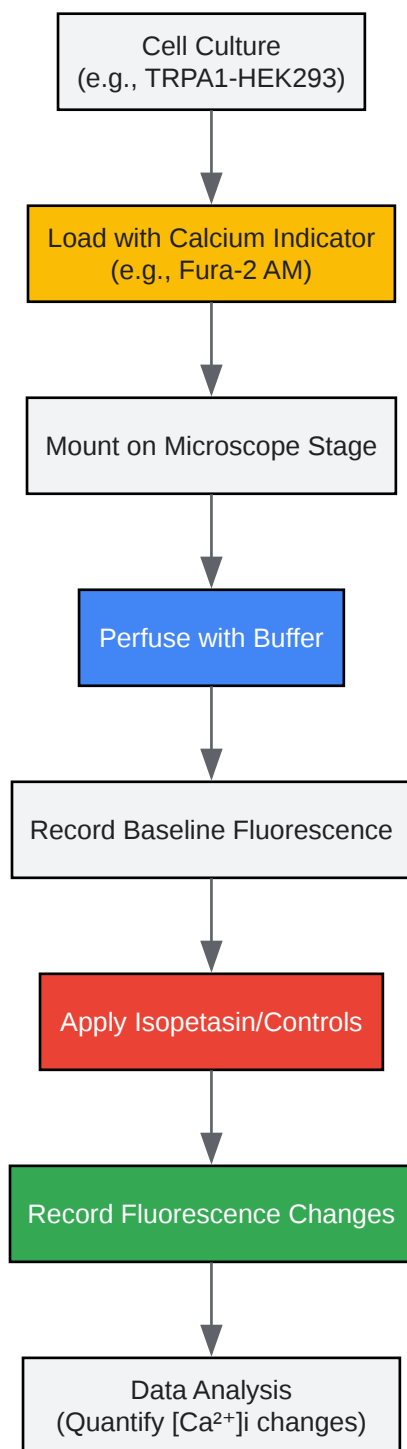 Cell Culture
(e.g., TRPA1-HEK293)
Load with Calcium Indicator
(e.g., Fura-2 AM)
Mount on Microscope Stage
Perfuse with Buffer
Record Baseline Fluorescence
Apply Isopetasin/Controls
Record Fluorescence Changes
Data Analysis
(Quantify [Ca²⁺]i changes)